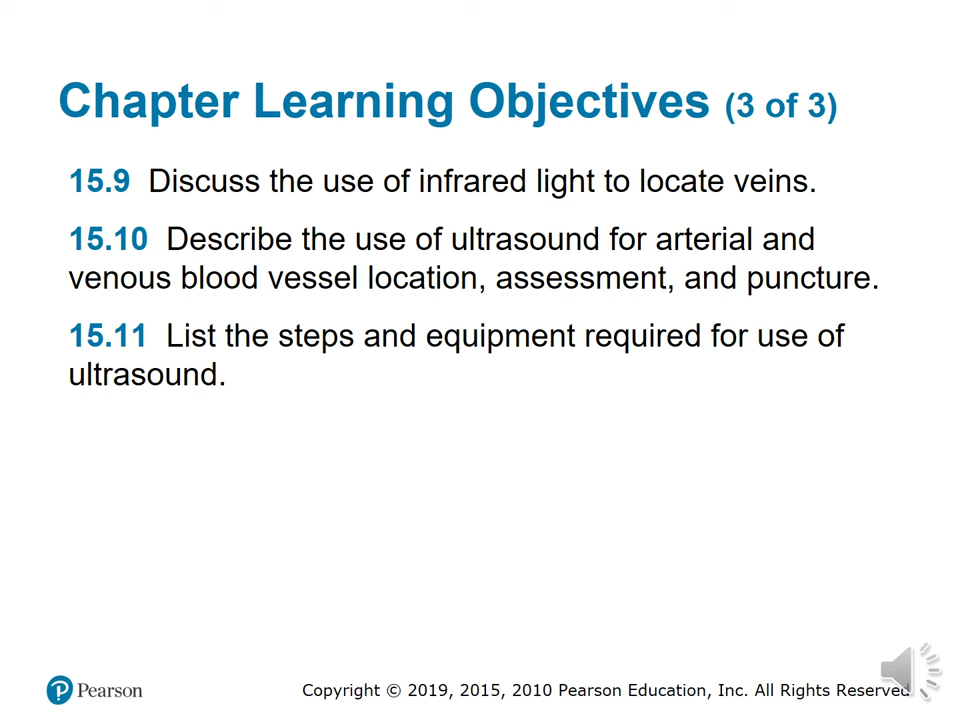 Chapter Learning Objectives (3 of 3)
15.9 Discuss the use of infrared light to locate veins.
15.10 Describe the use of ultrasound for arterial and
venous blood vessel location, assessment, and puncture.
15.11 List the steps and equipment required for use of
ultrasound.
Pearson
Copyright © 2019, 2015, 2010 Pearson Education, Inc. All Rights Reserved